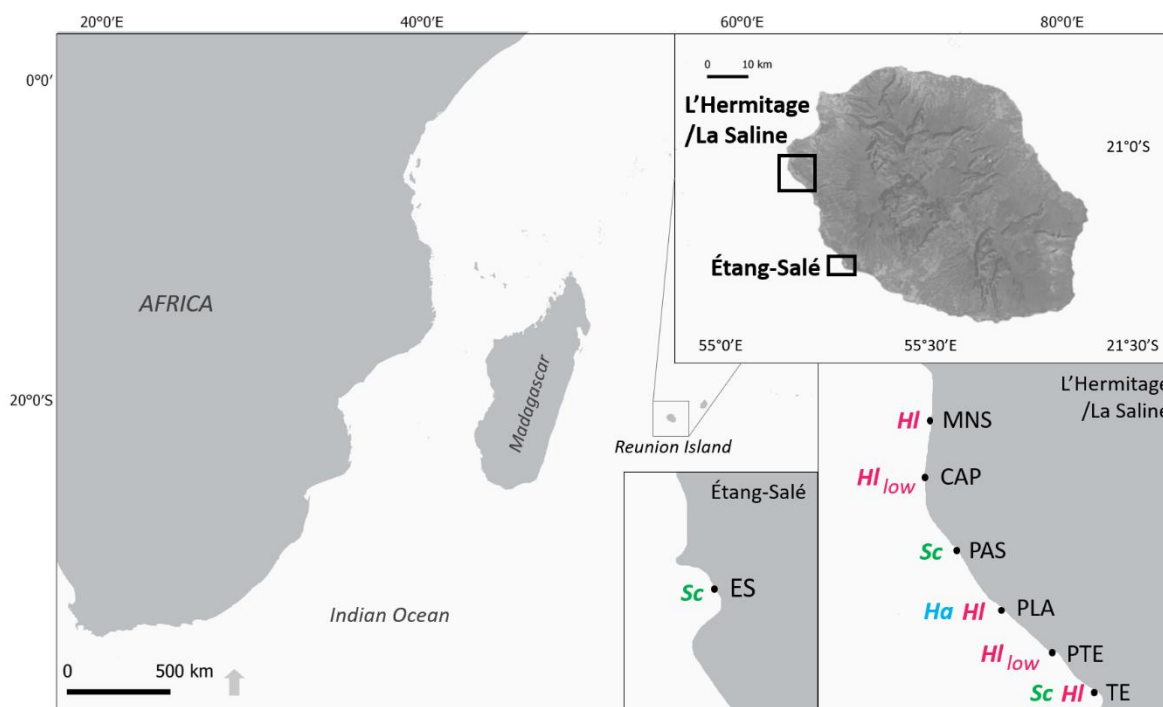 20°0'E 40°0'E 60°0'E 80°0'E
0°0'
20°0'S
AFRICA
Madagascar
Indian Ocean
Reunion Island
0 500 km
0 10 km
L'Hermitage
/La Saline
Étang-Salé
21°0'S
55°0'E 55°30'E 21°30'S
Étang-Salé
Sc ES
L'Hermitage
/La Saline
Hl MNS
Hl low CAP
Sc PAS
Ha Hl PLA
Hl low PTE
Sc Hl TE